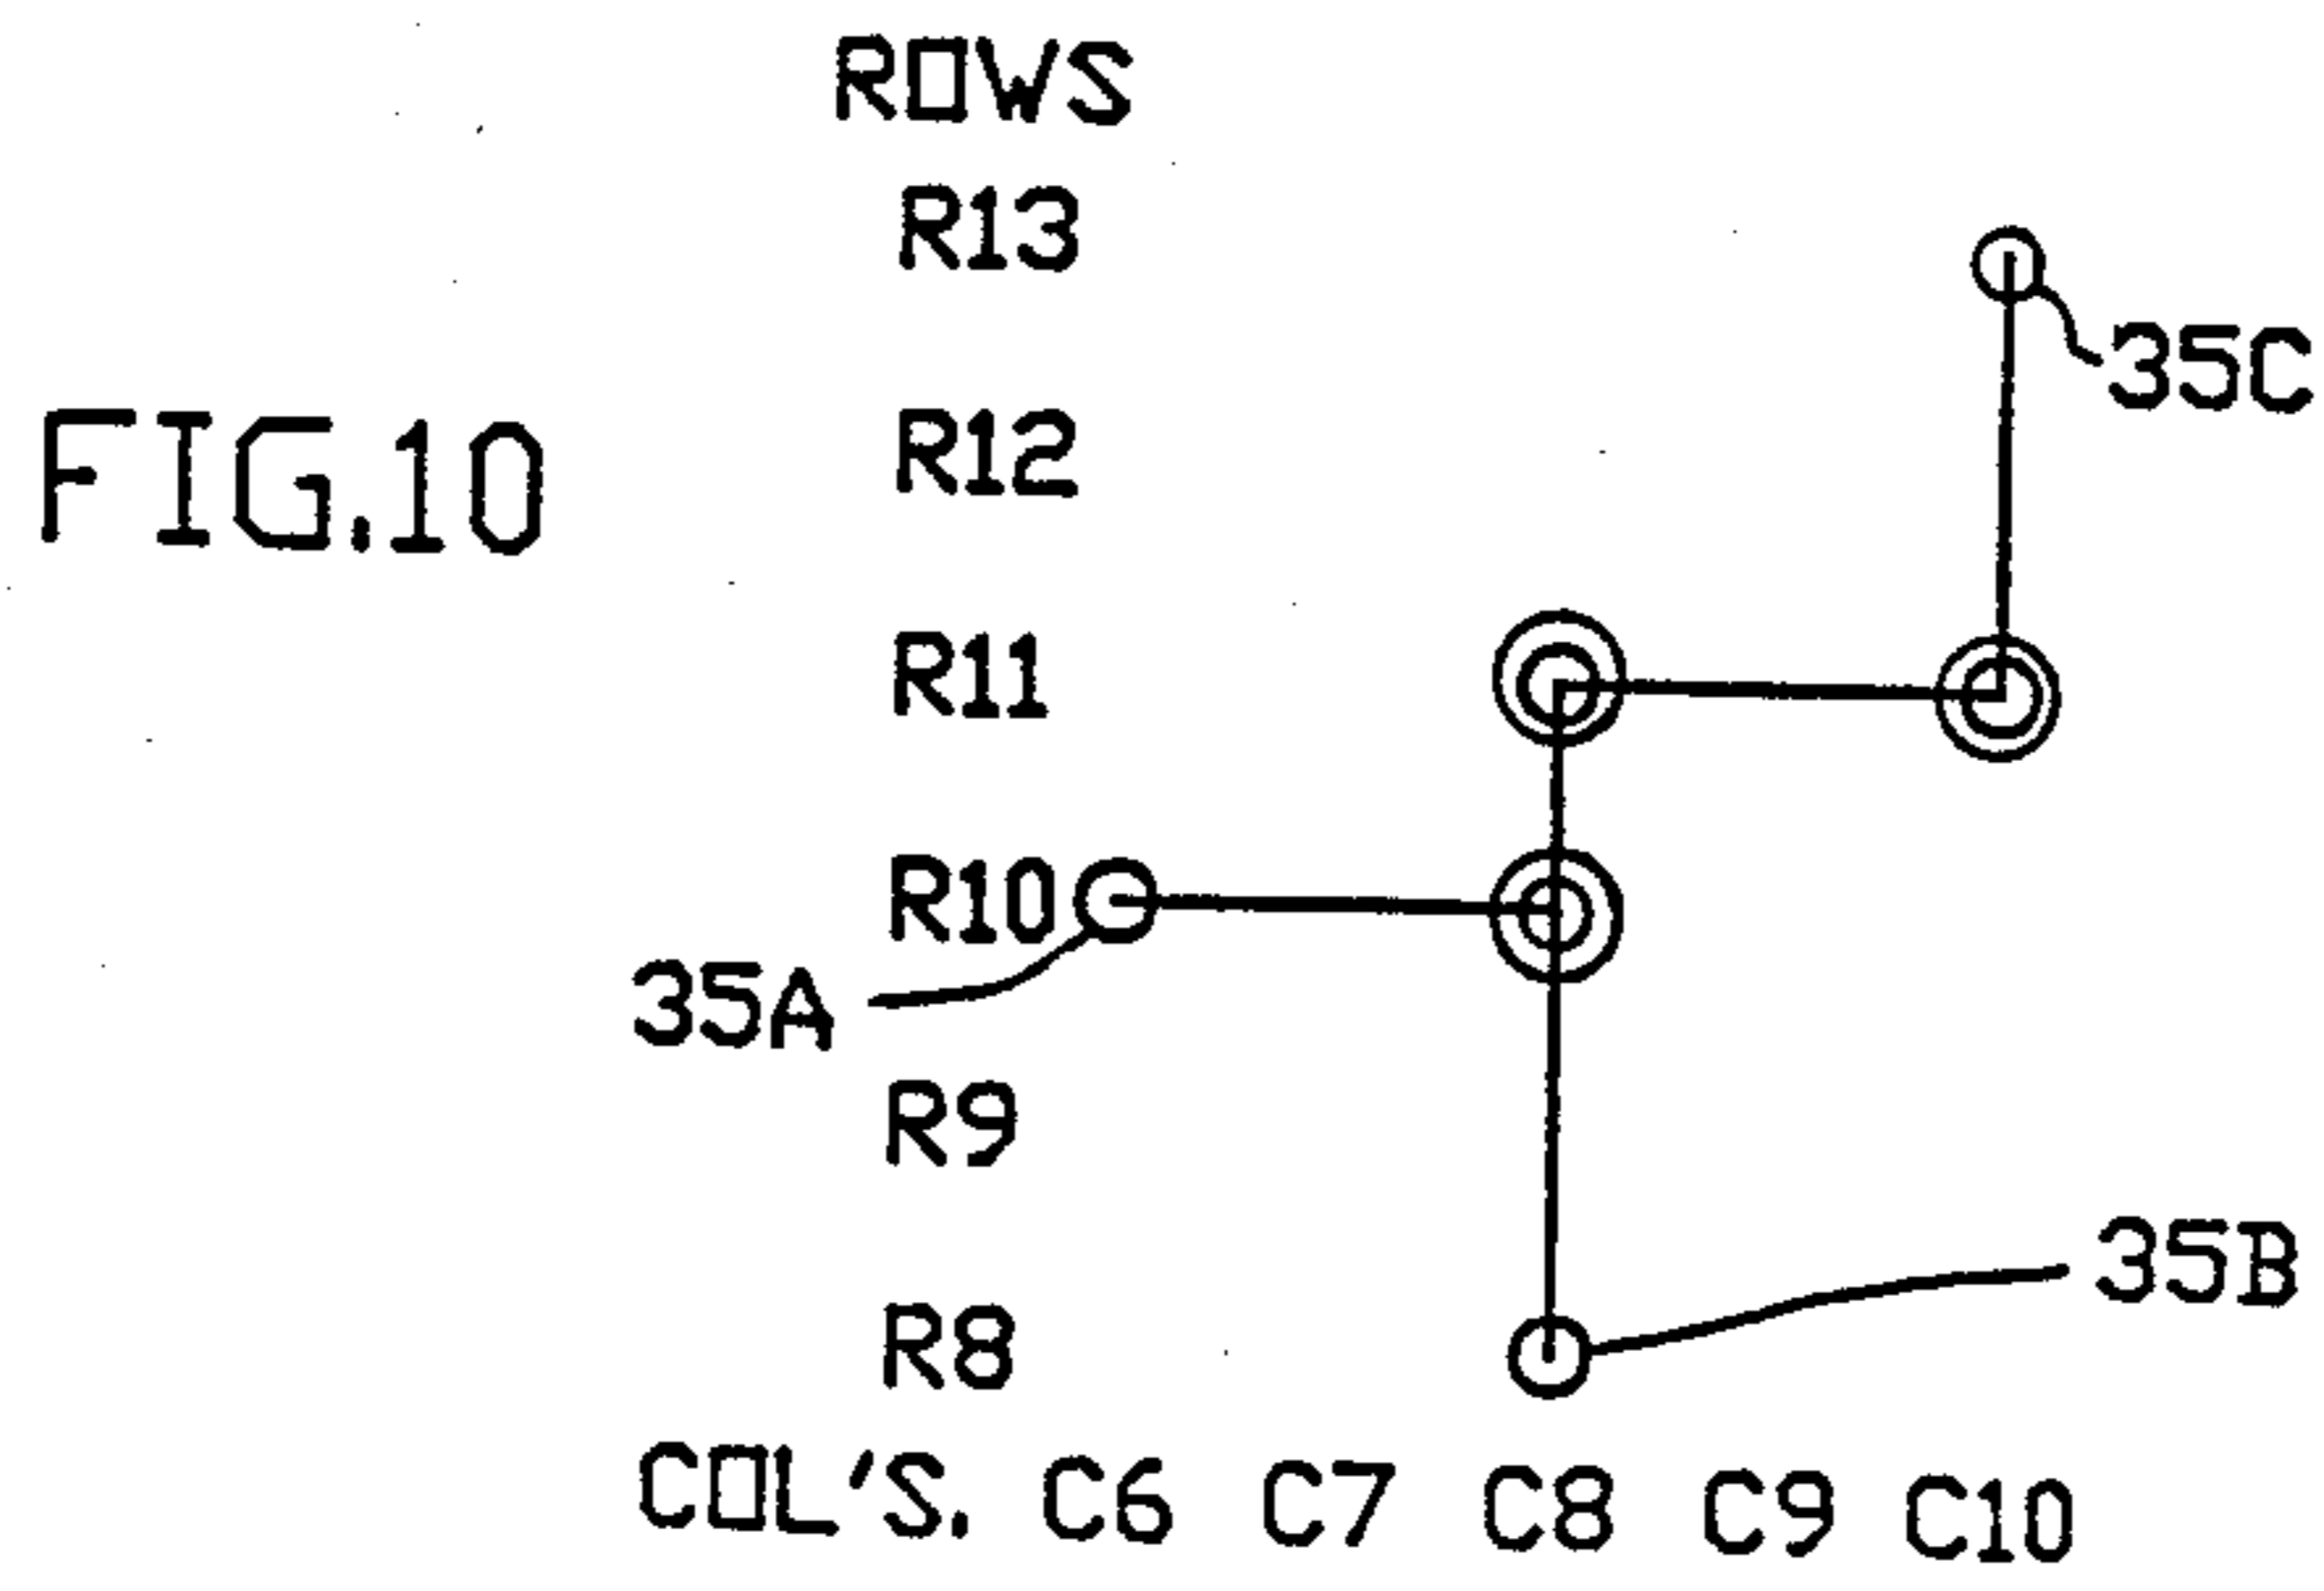 ROWS
R13
35C
FIG.10
R12
R11
R10
35A
R9
35B
R8
COL'S. C6 C7 C8 C9 C10